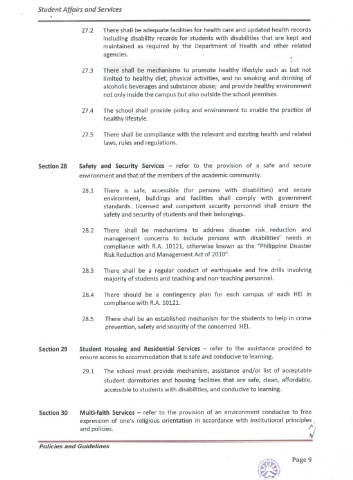 Student Affairs and Services
27.2 There shall be adequate facilities for health care and updated health records
including disability records for students with disabilities that are kept and
maintained as required by the Department of Health and other related
agencies.
27.3 There shall be mechanisms to promote healthy lifestyle such as but not
limited to healthy diet, physical activities, and no smoking and drinking of
alcoholic beverages and substance abuse; and provide healthy environment
not only inside the campus but also outside the school premises.
27.4 The school shall provide policy and environment to enable the practice of
healthy lifestyle.
27.5 There shall be compliance with the relevant and existing health and related
laws, rules and regulations.
Section 28 Safety and Security Services – refer to the provision of a safe and secure
environment and that of the members of the academic community.
28.1 There is safe, accessible (for persons with disabilities) and secure
environment, buildings and facilities shall comply with government
standards. Licensed and competent security personnel shall ensure the
safety and security of students and their belongings.
28.2 There shall be mechanisms to address disaster risk reduction and
management concerns to include persons with disabilities' needs in
compliance with R.A. 10121, otherwise known as the "Philippine Disaster
Risk Reduction and Management Act of 2010".
28.3 There shall be a regular conduct of earthquake and fire drills involving
majority of students and teaching and non-teaching personnel.
28.4 There should be a contingency plan for each campus of each HEI in
compliance with R.A. 10121.
28.5 There shall be an established mechanism for the students to help in crime
prevention, safety and security of the concerned HEI.
Section 29 Student Housing and Residential Services – refer to the assistance provided to
ensure access to accommodation that is safe and conducive to learning.
29.1 The school must provide mechanism, assistance and/or list of acceptable
student dormitories and housing facilities that are safe, clean, affordable,
accessible to students with disabilities, and conducive to learning.
Section 30 Multi-faith Services – refer to the provision of an environment conducive to free
expression of one's religious orientation in accordance with institutional principles
and policies.
Policies and Guidelines
Page 9